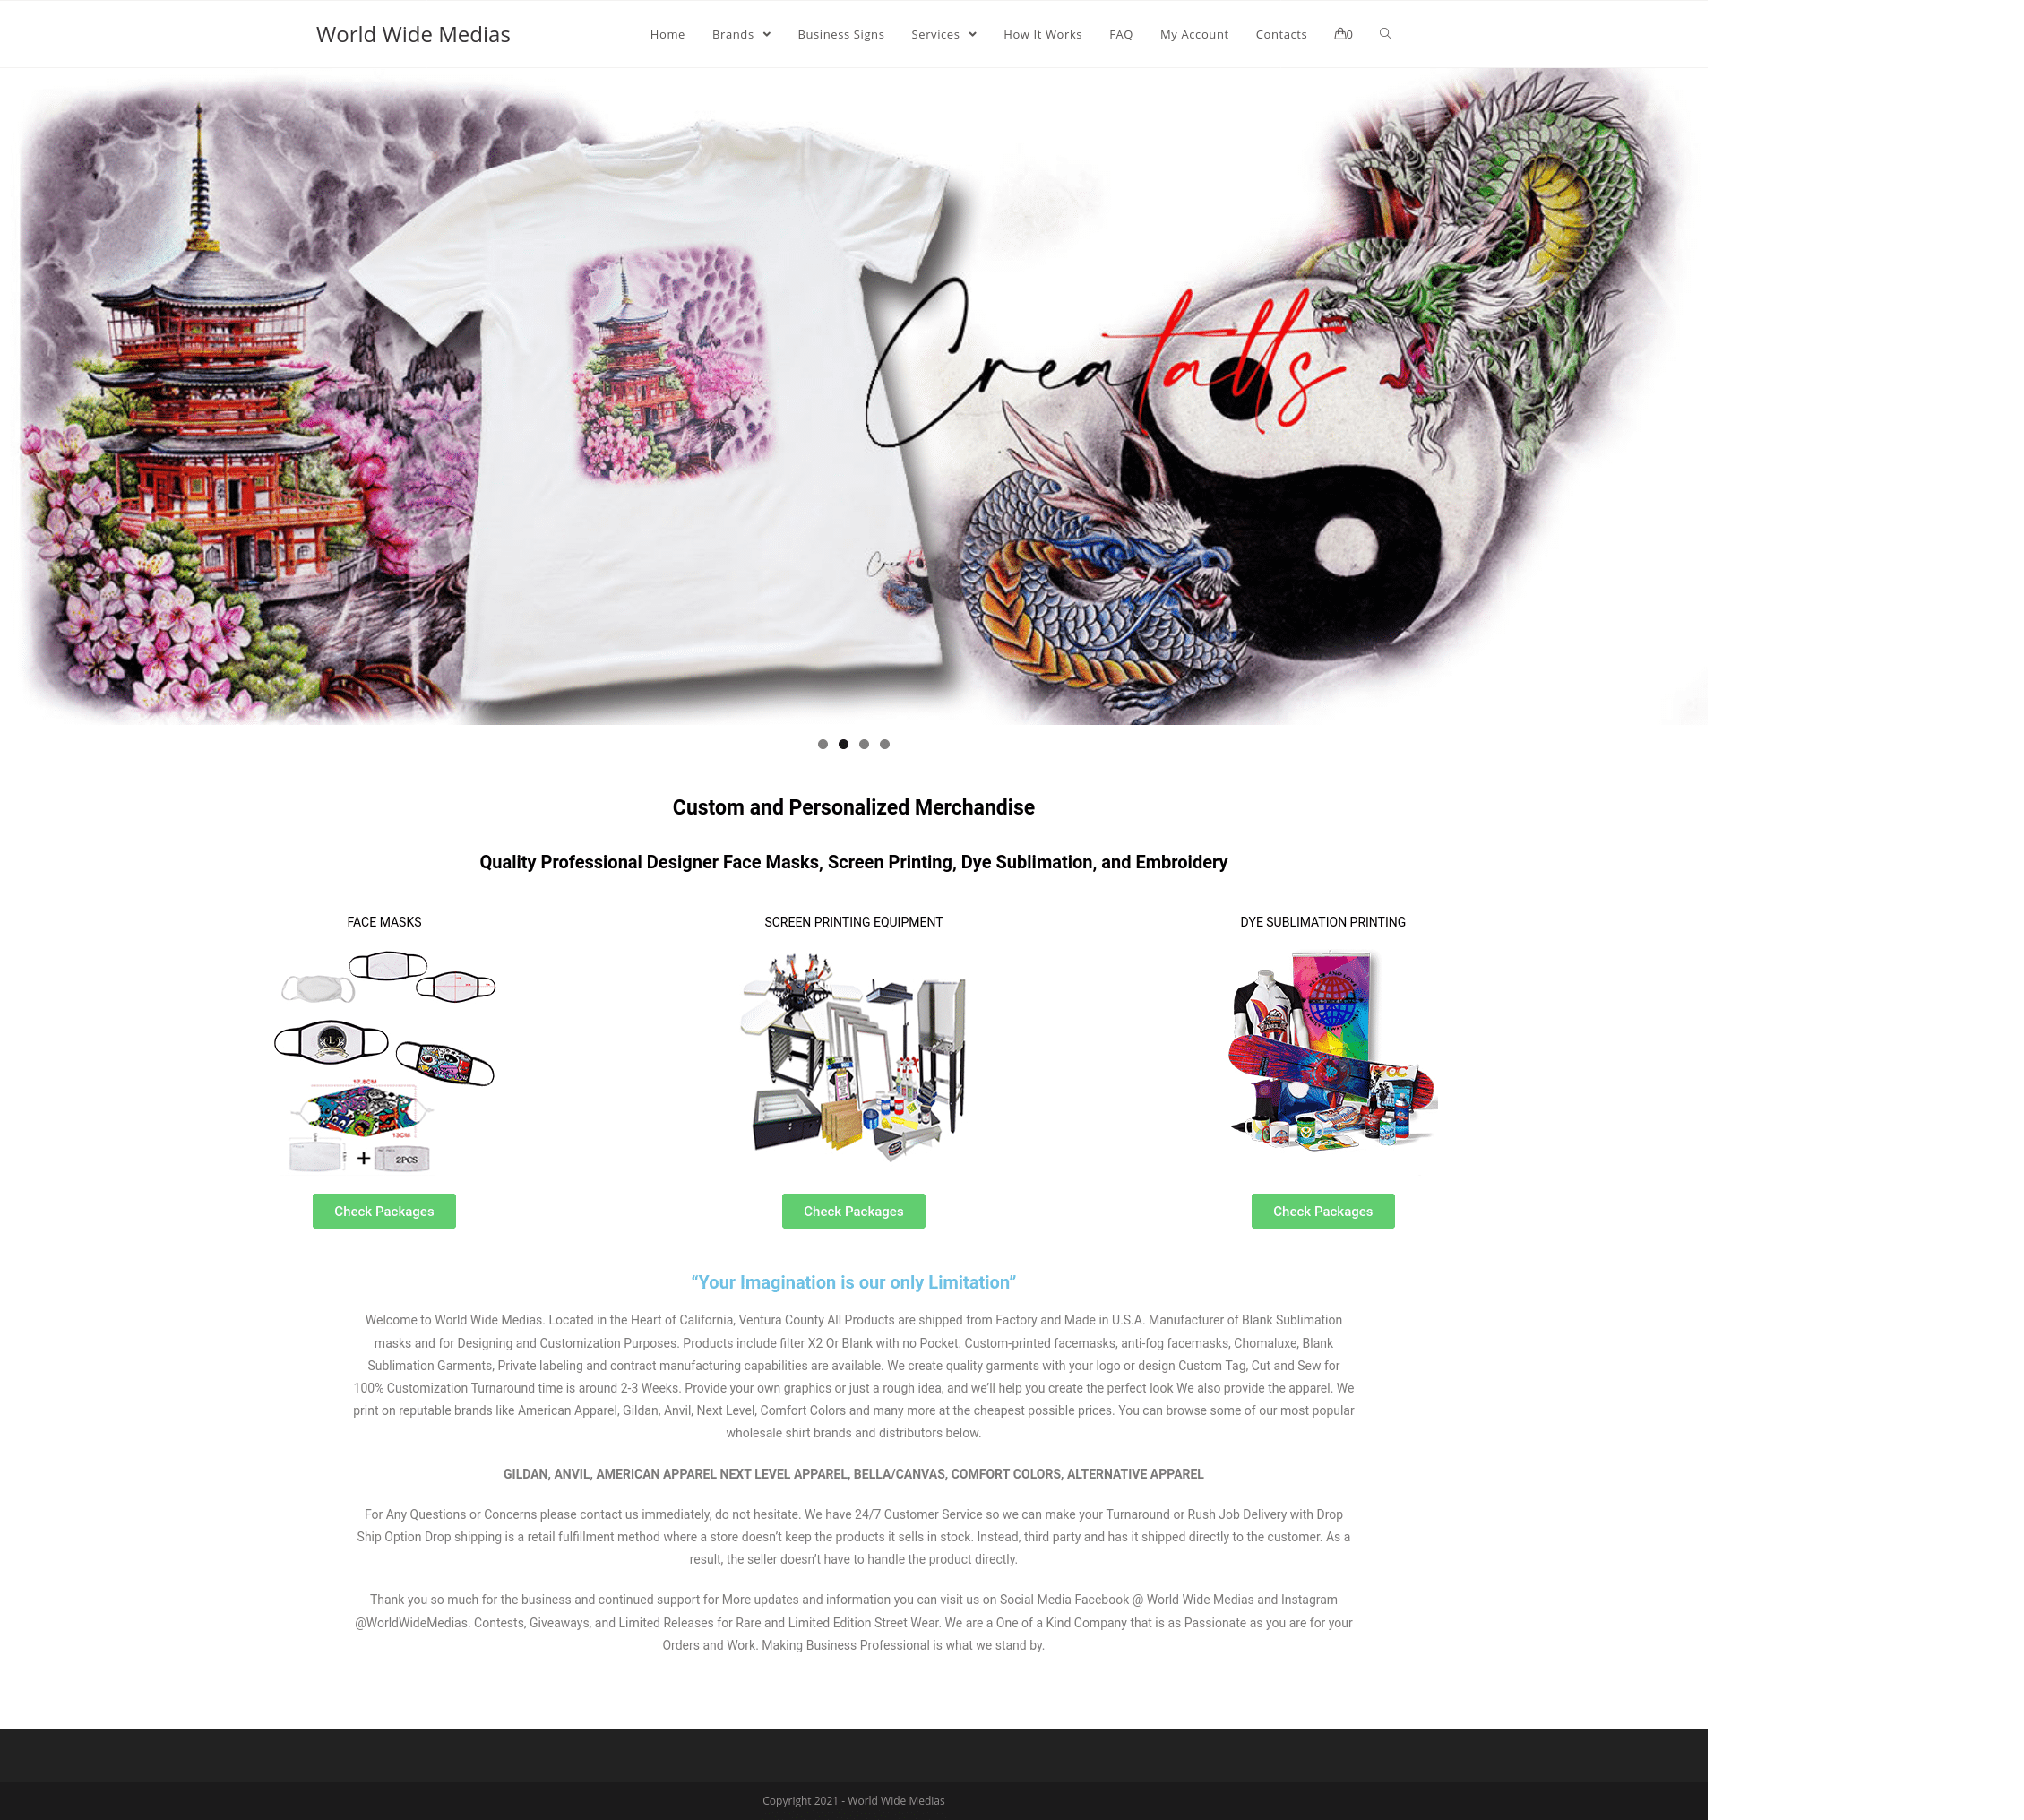 World Wide Medias
Home Brands Business Signs Services How It Works FAQ My Account Contacts 0
Creatatts
Creatatts
Custom and Personalized Merchandise
Quality Professional Designer Face Masks, Screen Printing, Dye Sublimation, and Embroidery
FACE MASKS
SCREEN PRINTING EQUIPMENT
DYE SUBLIMATION PRINTING
L
17.8CM
13CM
+ 2PCS
Check Packages
Check Packages
Check Packages
“Your Imagination is our only Limitation”
Welcome to World Wide Medias. Located in the Heart of California, Ventura County All Products are shipped from Factory and Made in U.S.A. Manufacturer of Blank Sublimation
masks and for Designing and Customization Purposes. Products include filter X2 Or Blank with no Pocket. Custom-printed facemasks, anti-fog facemasks, Chomaluxe, Blank
Sublimation Garments, Private labeling and contract manufacturing capabilities are available. We create quality garments with your logo or design Custom Tag, Cut and Sew for
100% Customization Turnaround time is around 2-3 Weeks. Provide your own graphics or just a rough idea, and we’ll help you create the perfect look We also provide the apparel. We
print on reputable brands like American Apparel, Gildan, Anvil, Next Level, Comfort Colors and many more at the cheapest possible prices. You can browse some of our most popular
wholesale shirt brands and distributors below.
GILDAN, ANVIL, AMERICAN APPAREL NEXT LEVEL APPAREL, BELLA/CANVAS, COMFORT COLORS, ALTERNATIVE APPAREL
For Any Questions or Concerns please contact us immediately, do not hesitate. We have 24/7 Customer Service so we can make your Turnaround or Rush Job Delivery with Drop
Ship Option Drop shipping is a retail fulfillment method where a store doesn’t keep the products it sells in stock. Instead, third party and has it shipped directly to the customer. As a
result, the seller doesn’t have to handle the product directly.
Thank you so much for the business and continued support for More updates and information you can visit us on Social Media Facebook @ World Wide Medias and Instagram
@WorldWideMedias. Contests, Giveaways, and Limited Releases for Rare and Limited Edition Street Wear. We are a One of a Kind Company that is as Passionate as you are for your
Orders and Work. Making Business Professional is what we stand by.
Copyright 2021 - World Wide Medias